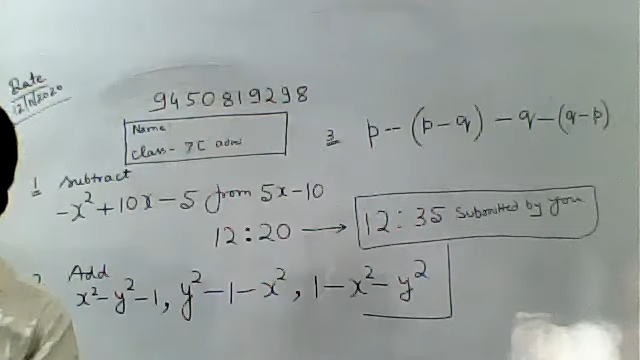 Date
12/11/2020
9450819298
Name
Class - 7C
1 subtract
-x² + 10x - 5 from 5x - 10
12:20 → 12:35 Submitted by you
2 Add
x² - y² - 1, y² - 1 - x², 1 - x² - y²
3 p - (p - q) - q - (q - p)